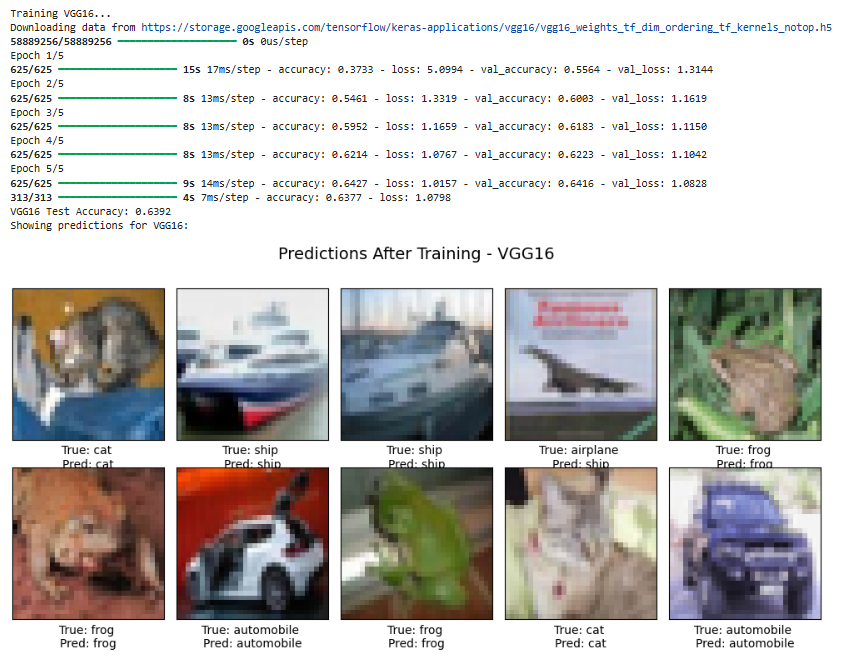 Training VGG16...
Downloading data from https://storage.googleapis.com/tensorflow/keras-applications/vgg16/vgg16_weights_tf_dim_ordering_tf_kernels_notop.h5
58889256/58889256 ━━━━━━━━━━━━━━━━━━━━ 0s 0us/step
Epoch 1/5
625/625 ━━━━━━━━━━━━━━━━━━━━ 15s 17ms/step - accuracy: 0.3733 - loss: 5.0994 - val_accuracy: 0.5564 - val_loss: 1.3144
Epoch 2/5
625/625 ━━━━━━━━━━━━━━━━━━━━ 8s 13ms/step - accuracy: 0.5461 - loss: 1.3319 - val_accuracy: 0.6003 - val_loss: 1.1619
Epoch 3/5
625/625 ━━━━━━━━━━━━━━━━━━━━ 8s 13ms/step - accuracy: 0.5952 - loss: 1.1659 - val_accuracy: 0.6183 - val_loss: 1.1150
Epoch 4/5
625/625 ━━━━━━━━━━━━━━━━━━━━ 8s 13ms/step - accuracy: 0.6214 - loss: 1.0767 - val_accuracy: 0.6223 - val_loss: 1.1042
Epoch 5/5
625/625 ━━━━━━━━━━━━━━━━━━━━ 9s 14ms/step - accuracy: 0.6427 - loss: 1.0157 - val_accuracy: 0.6416 - val_loss: 1.0828
313/313 ━━━━━━━━━━━━━━━━━━━━ 4s 7ms/step - accuracy: 0.6377 - loss: 1.0798
VGG16 Test Accuracy: 0.6392
Showing predictions for VGG16:
Predictions After Training - VGG16
True: cat
Pred: cat
True: ship
Pred: ship
True: ship
Pred: ship
True: airplane
Pred: ship
True: frog
Pred: frog
True: frog
Pred: frog
True: automobile
Pred: automobile
True: frog
Pred: frog
True: cat
Pred: cat
True: automobile
Pred: automobile